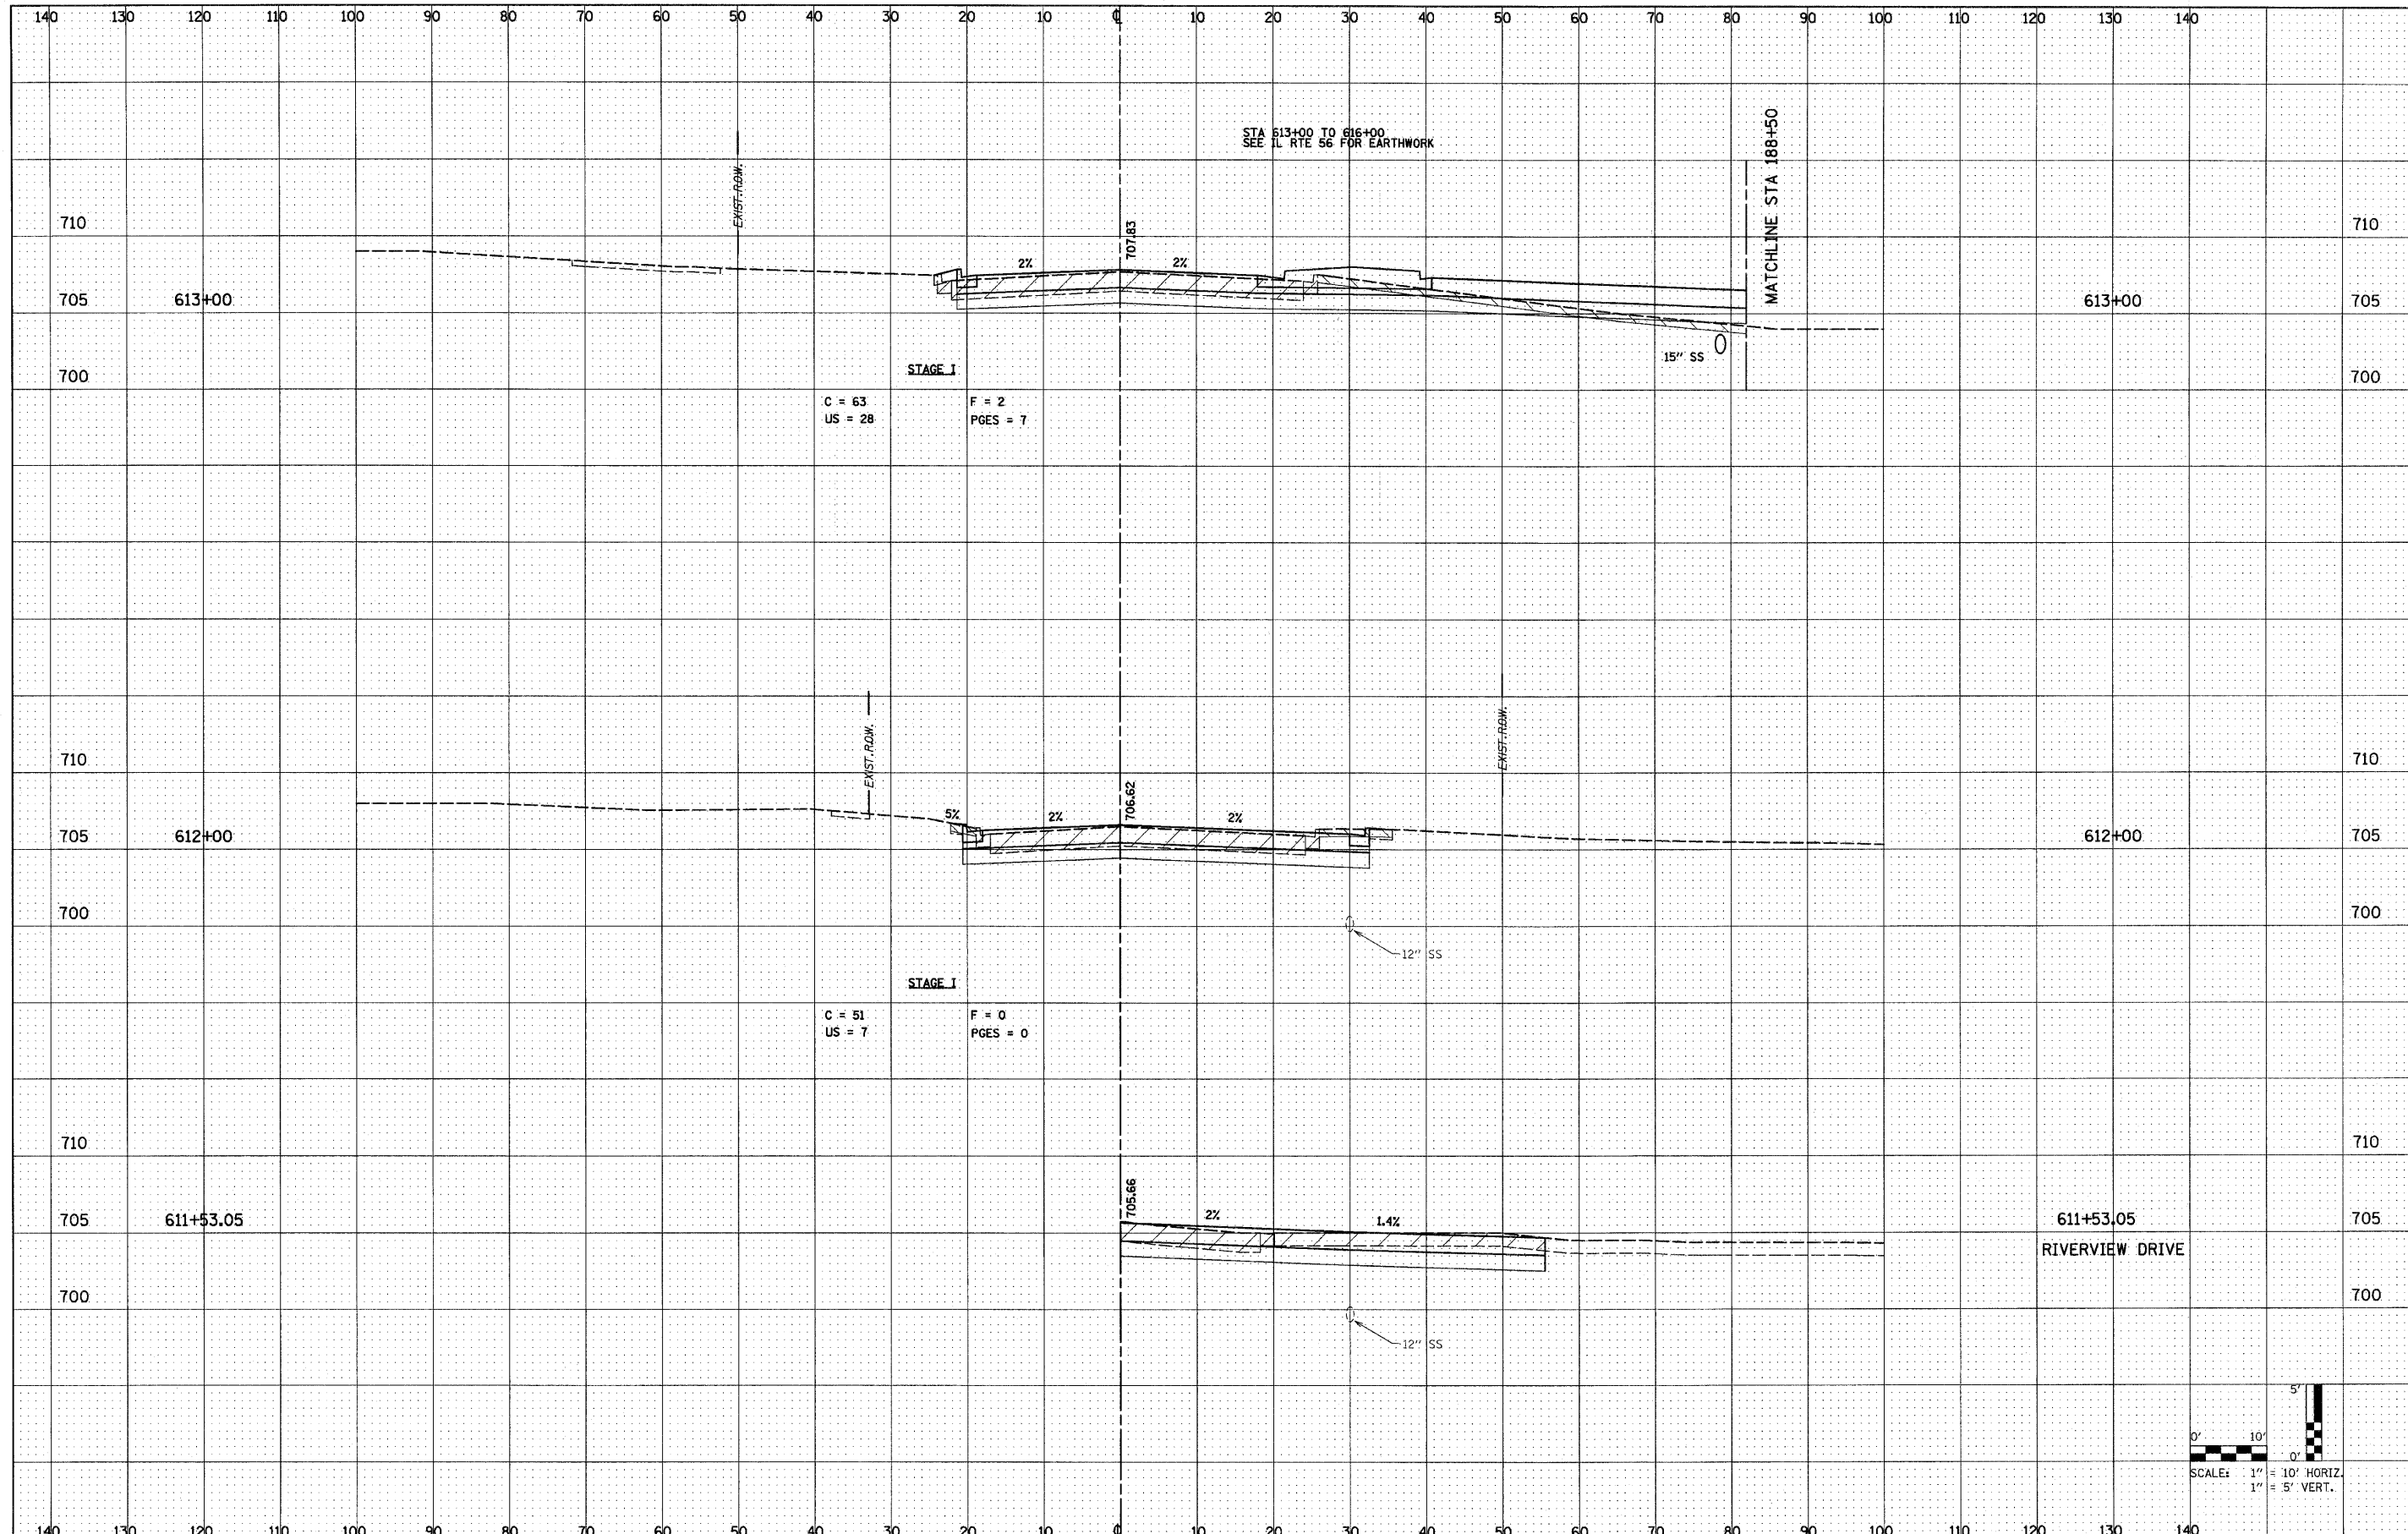 140 130 120 110 100 90 80 70 60 50 40 30 20 10 ℄ 10 20 30 40 50 60 70 80 90 100 110 120 130 140
STA 613+00 TO 616+00
SEE IL RTE 56 FOR EARTHWORK
MATCHLINE STA 188+50
EXIST. R.O.W.
710 710
707.83
2% 2%
705 613+00 613+00 705
15" SS
700 STAGE I 700
C = 63 F = 2
US = 28 PGES = 7
EXIST. R.O.W. EXIST. R.O.W.
710 710
706.62
5% 2% 2%
705 612+00 612+00 705
700 700
12" SS
STAGE I
C = 51 F = 0
US = 7 PGES = 0
710 710
705.66
2% 1.4%
705 611+53.05 611+53.05 705
RIVERVIEW DRIVE
700 700
12" SS
5'
0' 10' 0'
SCALE: 1" = 10' HORIZ.
1" = 5' VERT.
140 130 120 110 100 90 80 70 60 50 40 30 20 10 ℄ 10 20 30 40 50 60 70 80 90 100 110 120 130 140